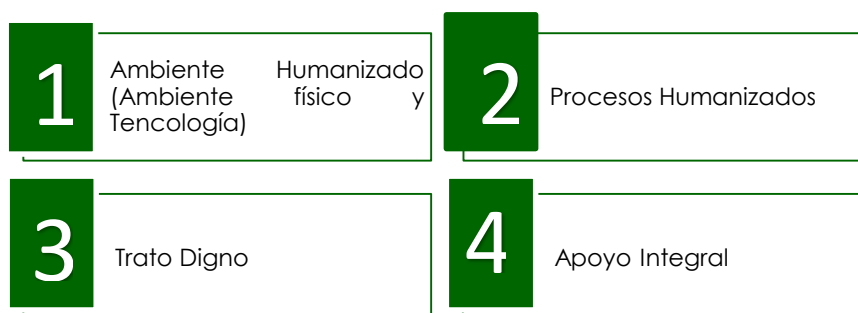 1
Ambiente Humanizado
(Ambiente físico y
Tencología)
2
Procesos Humanizados
3
Trato Digno
4
Apoyo Integral